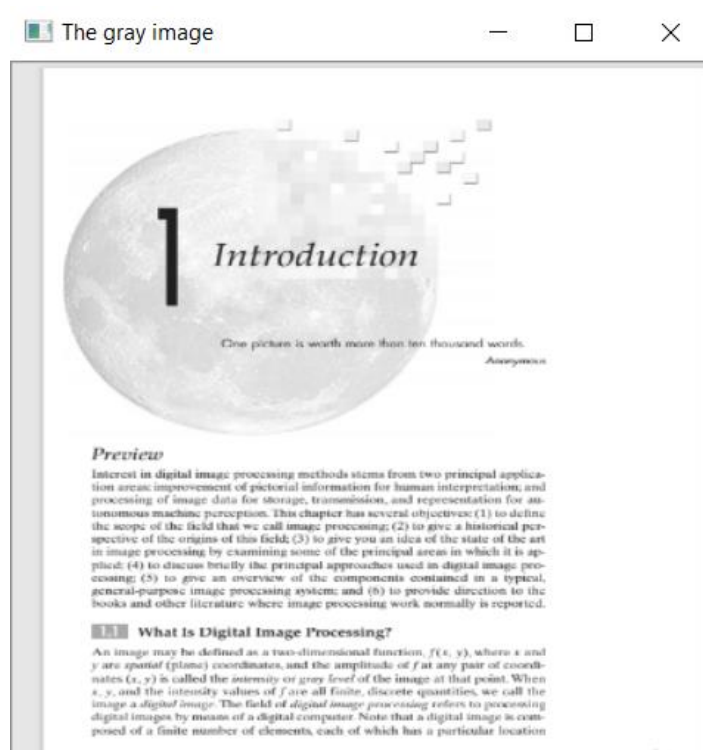 The gray image
1
Introduction
One picture is worth more than ten thousand words.
Anonymous
Preview
Interest in digital image processing methods stems from two principal applica-
tion areas: improvement of pictorial information for human interpretation; and
processing of image data for storage, transmission, and representation for au-
tonomous machine perception. This chapter has several objectives: (1) to define
the scope of the field that we call image processing; (2) to give a historical per-
spective of the origins of this field; (3) to give you an idea of the state of the art
in image processing by examining some of the principal areas in which it is ap-
plied; (4) to discuss briefly the principal approaches used in digital image pro-
cessing; (5) to give an overview of the components contained in a typical,
general-purpose image processing system; and (6) to provide direction to the
books and other literature where image processing work normally is reported.
1.1 What Is Digital Image Processing?
An image may be defined as a two-dimensional function, f(x, y), where x and
y are spatial (plane) coordinates, and the amplitude of f at any pair of coordi-
nates (x, y) is called the intensity or gray level of the image at that point. When
x, y, and the intensity values of f are all finite, discrete quantities, we call the
image a digital image. The field of digital image processing refers to processing
digital images by means of a digital computer. Note that a digital image is com-
posed of a finite number of elements, each of which has a particular location